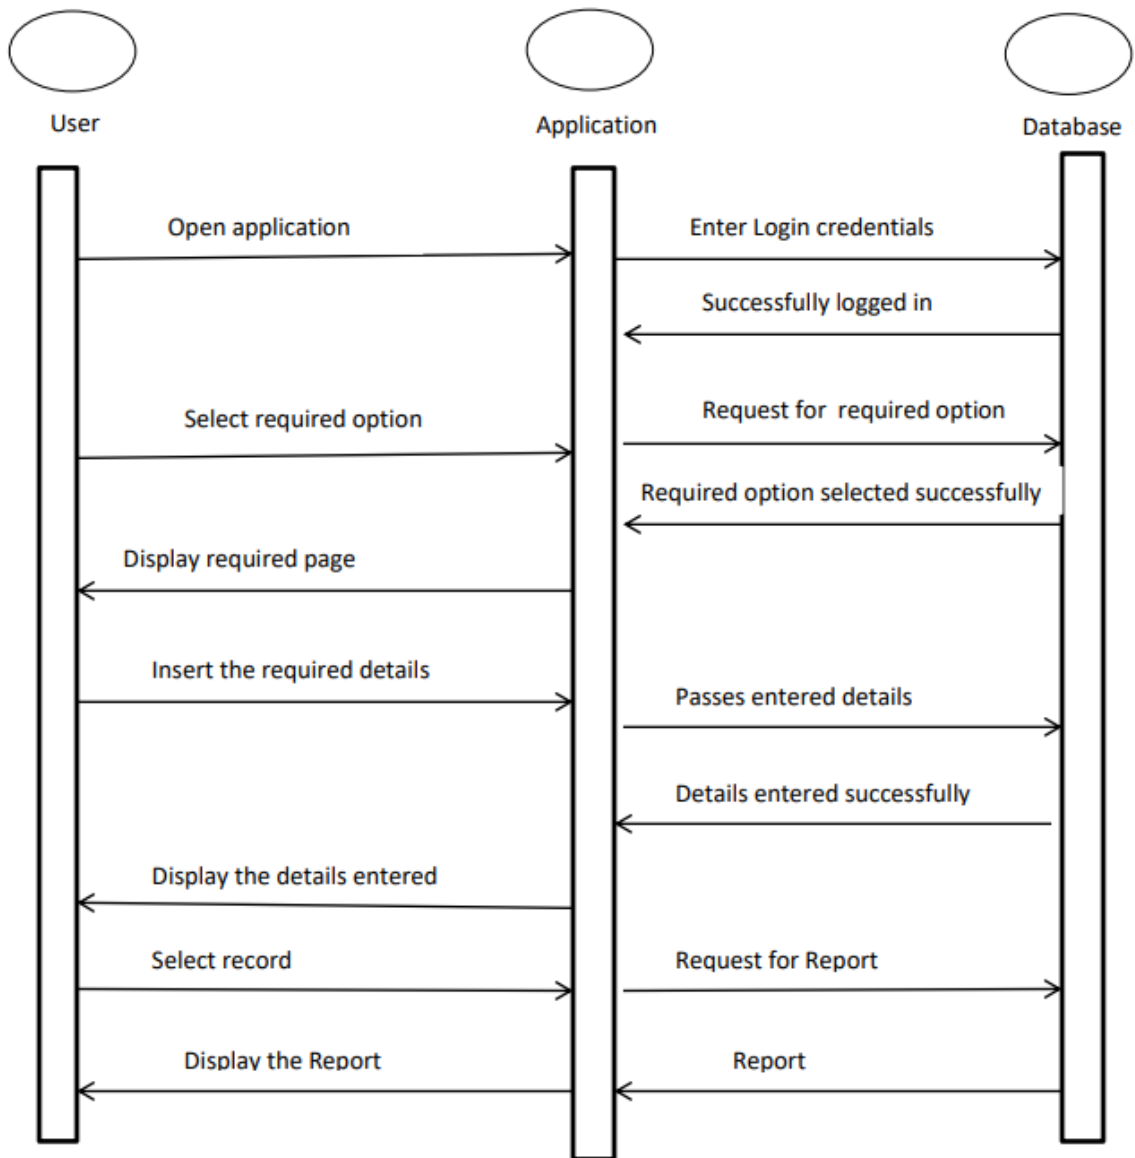 User
Application
Database
Open application
Enter Login credentials
Successfully logged in
Select required option
Request for required option
Required option selected successfully
Display required page
Insert the required details
Passes entered details
Details entered successfully
Display the details entered
Select record
Request for Report
Display the Report
Report